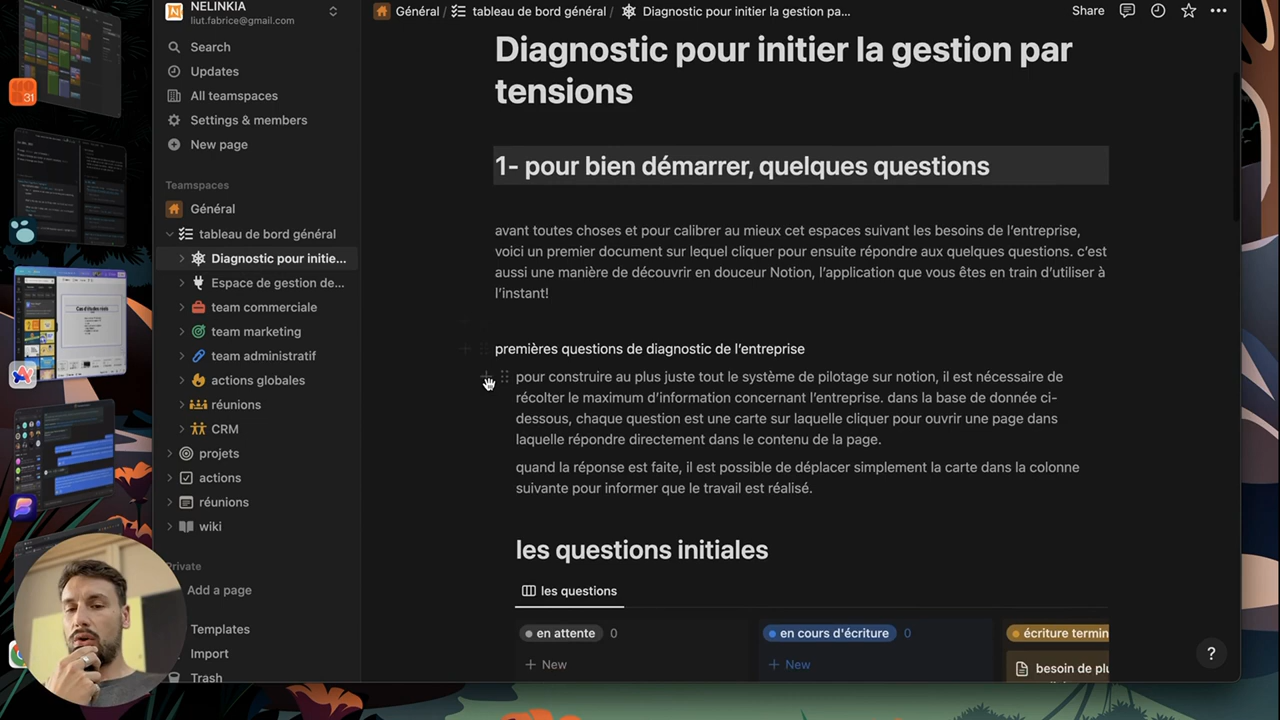 NELINKIA
liut.fabrice@gmail.com
Search
Updates
All teamspaces
Settings & members
New page
Teamspaces
Général
tableau de bord général
Diagnostic pour initie...
Espace de gestion de...
team commerciale
team marketing
team administratif
actions globales
réunions
CRM
projets
actions
réunions
wiki
Private
Add a page
Templates
Import
Trash
31
Général / tableau de bord général / Diagnostic pour initier la gestion pa...
Share
Diagnostic pour initier la gestion par
tensions
1- pour bien démarrer, quelques questions
avant toutes choses et pour calibrer au mieux cet espaces suivant les besoins de l’entreprise,
voici un premier document sur lequel cliquer pour ensuite répondre aux quelques questions. c’est
aussi une manière de découvrir en douceur Notion, l’application que vous êtes en train d’utiliser à
l’instant!
premières questions de diagnostic de l’entreprise
pour construire au plus juste tout le système de pilotage sur notion, il est nécessaire de
récolter le maximum d’information concernant l’entreprise. dans la base de donnée ci-
dessous, chaque question est une carte sur laquelle cliquer pour ouvrir une page dans
laquelle répondre directement dans le contenu de la page.
quand la réponse est faite, il est possible de déplacer simplement la carte dans la colonne
suivante pour informer que le travail est réalisé.
les questions initiales
les questions
en attente 0
en cours d'écriture 0
écriture termin
+ New
+ New
besoin de plu
?